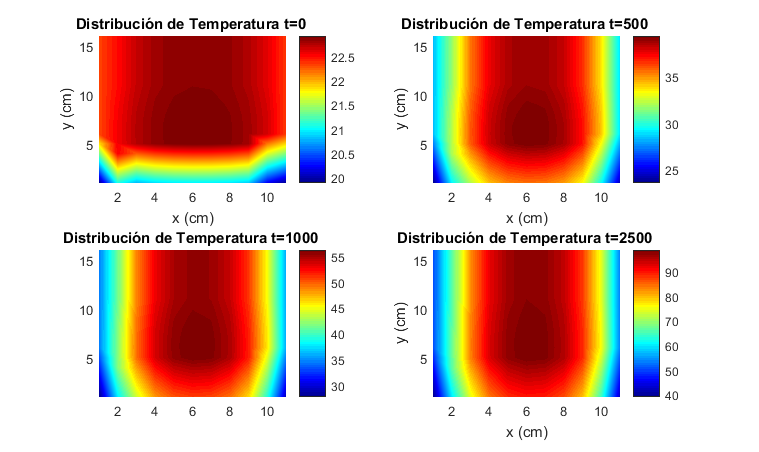 Distribución de Temperatura t=0
15
10
5
y (cm)
2 4 6 8 10
x (cm)
22.5
22
21.5
21
20.5
20
Distribución de Temperatura t=500
15
10
5
y (cm)
2 4 6 8 10
x (cm)
35
30
25
Distribución de Temperatura t=1000
15
10
5
2 4 6 8 10
55
50
45
40
35
30
Distribución de Temperatura t=2500
15
10
5
y (cm)
2 4 6 8 10
x (cm)
90
80
70
60
50
40